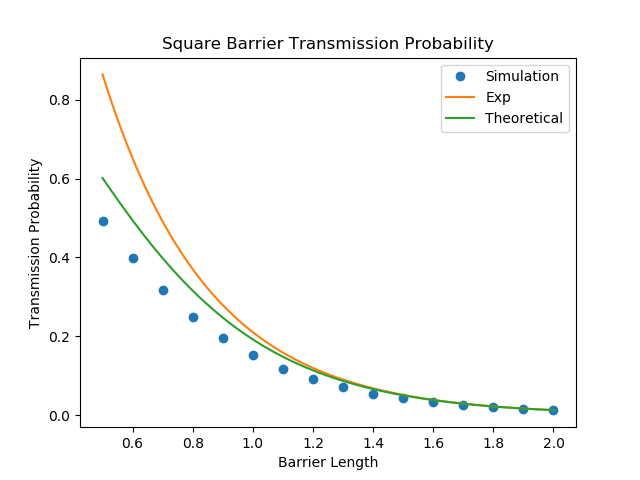 Square Barrier Transmission Probability
Simulation
Exp
Theoretical
Transmission Probability
0.8
0.6
0.4
0.2
0.0
0.6 0.8 1.0 1.2 1.4 1.6 1.8 2.0
Barrier Length